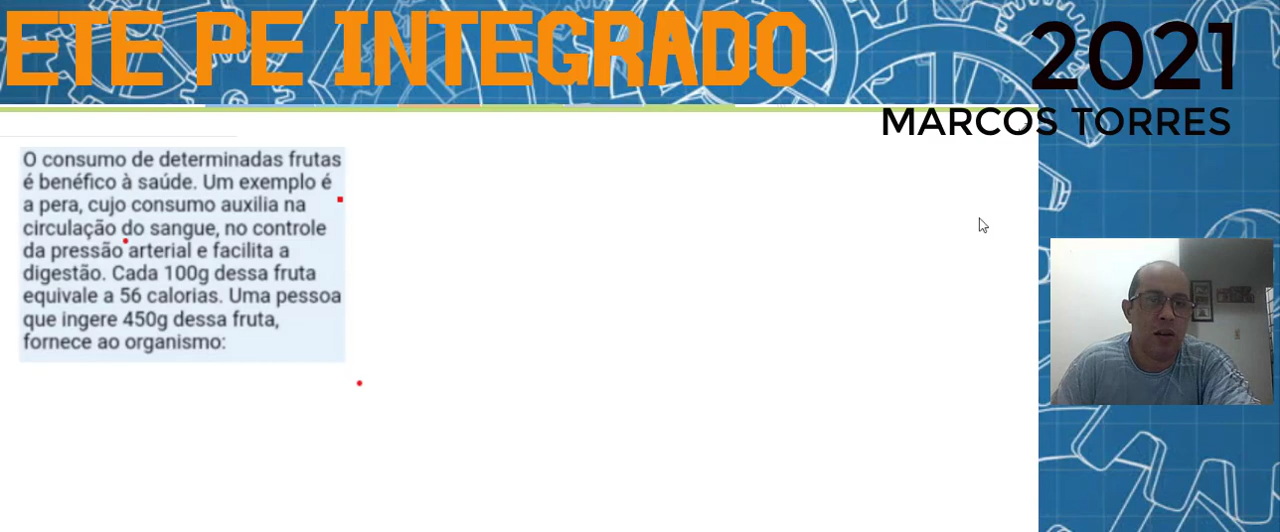 ETE PE INTEGRADO
2021
MARCOS TORRES
O consumo de determinadas frutas
é benéfico à saúde. Um exemplo é
a pera, cujo consumo auxilia na
circulação do sangue, no controle
da pressão arterial e facilita a
digestão. Cada 100g dessa fruta
equivale a 56 calorias. Uma pessoa
que ingere 450g dessa fruta,
fornece ao organismo: